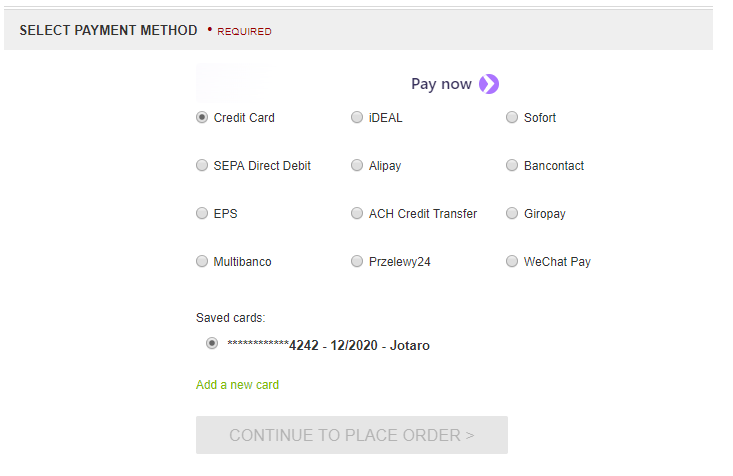 SELECT PAYMENT METHOD • REQUIRED
Pay now
Credit Card iDEAL Sofort
SEPA Direct Debit Alipay Bancontact
EPS ACH Credit Transfer Giropay
Multibanco Przelewy24 WeChat Pay
Saved cards:
************4242 - 12/2020 - Jotaro
Add a new card
CONTINUE TO PLACE ORDER >